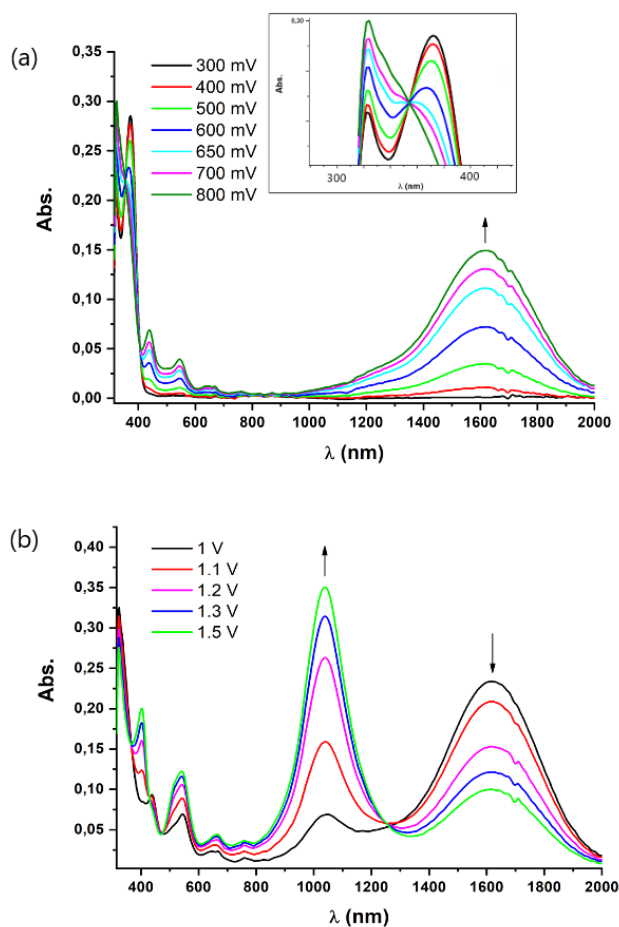 (a)
0,35
0,30
0,25
0,20
0,15
0,10
0,05
0,00
Abs.
300 mV
400 mV
500 mV
600 mV
650 mV
700 mV
800 mV
0,30
Abs.
300
400
λ (nm)
400 600 800 1000 1200 1400 1600 1800 2000
λ (nm)
(b)
0,40
0,35
0,30
0,25
0,20
0,15
0,10
0,05
Abs.
1 V
1.1 V
1.2 V
1.3 V
1.5 V
400 600 800 1000 1200 1400 1600 1800 2000
λ (nm)